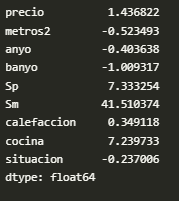 precio 1.436822
metros2 -0.523493
anyo -0.403638
banyo -1.009317
Sp 7.333254
Sm 41.510374
calefaccion 0.349118
cocina 7.239733
situacion -0.237006
dtype: float64